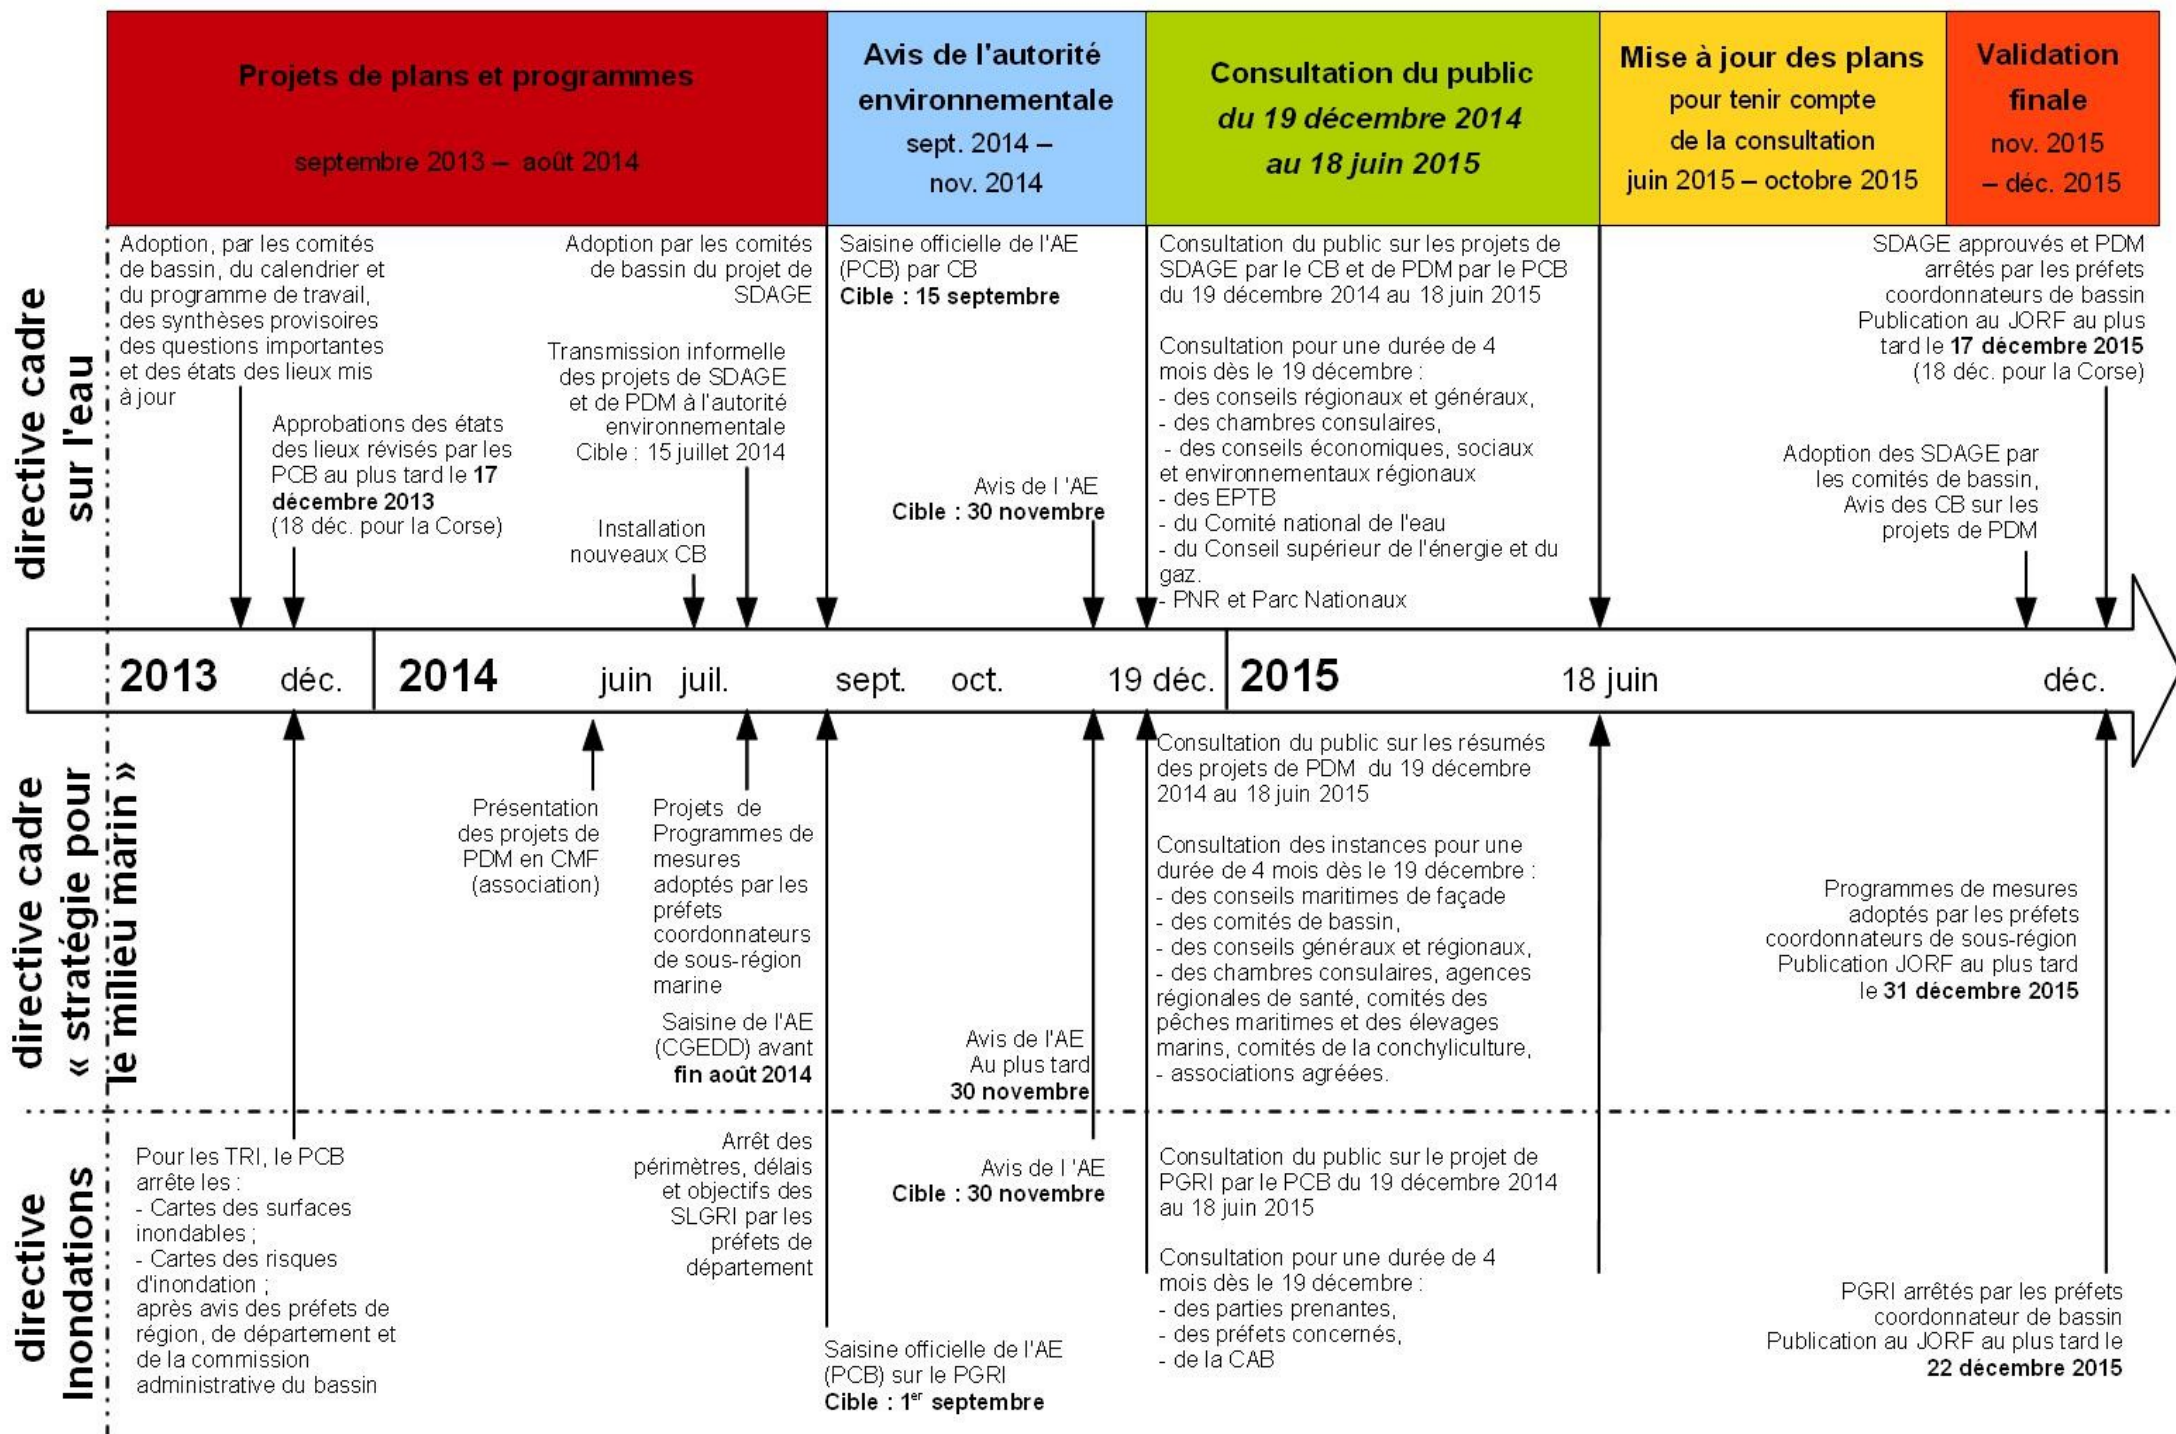 Projets de plans et programmes
septembre 2013 – août 2014
Avis de l'autorité
environnementale
sept. 2014 –
nov. 2014
Consultation du public
du 19 décembre 2014
au 18 juin 2015
Mise à jour des plans
pour tenir compte
de la consultation
juin 2015 – octobre 2015
Validation
finale
nov. 2015
– déc. 2015
directive cadre
sur l'eau
Adoption, par les comités
de bassin, du calendrier et
du programme de travail,
des synthèses provisoires
des questions importantes
et des états des lieux mis
à jour
Approbations des états
des lieux révisés par les
PCB au plus tard le 17
décembre 2013
(18 déc. pour la Corse)
Adoption par les comités
de bassin du projet de
SDAGE
Transmission informelle
des projets de SDAGE
et de PDM à l'autorité
environnementale
Cible : 15 juillet 2014
Installation
nouveaux CB
Saisine officielle de l'AE
(PCB) par CB
Cible : 15 septembre
Avis de l 'AE
Cible : 30 novembre
Consultation du public sur les projets de
SDAGE par le CB et de PDM par le PCB
du 19 décembre 2014 au 18 juin 2015
Consultation pour une durée de 4
mois dès le 19 décembre :
- des conseils régionaux et généraux,
- des chambres consulaires,
- des conseils économiques, sociaux
et environnementaux régionaux
- des EPTB
- du Comité national de l'eau
- du Conseil supérieur de l'énergie et du
gaz.
- PNR et Parc Nationaux
SDAGE approuvés et PDM
arrêtés par les préfets
coordonnateurs de bassin
Publication au JORF au plus
tard le 17 décembre 2015
(18 déc. pour la Corse)
Adoption des SDAGE par
les comités de bassin,
Avis des CB sur les
projets de PDM
2013 déc. 2014 juin juil. sept. oct. 19 déc. 2015 18 juin déc.
directive cadre
« stratégie pour
le milieu marin »
Présentation
des projets de
PDM en CMF
(association)
Projets de
Programmes de
mesures
adoptés par les
préfets
coordonnateurs
de sous-région
marine
Saisine de l'AE
(CGEDD) avant
fin août 2014
Avis de l'AE
Au plus tard
30 novembre
Consultation du public sur les résumés
des projets de PDM du 19 décembre
2014 au 18 juin 2015
Consultation des instances pour une
durée de 4 mois dès le 19 décembre :
- des conseils maritimes de façade
- des comités de bassin,
- des conseils généraux et régionaux,
- des chambres consulaires, agences
régionales de santé, comités des
pêches maritimes et des élevages
marins, comités de la conchyliculture,
- associations agréées.
Programmes de mesures
adoptés par les préfets
coordonnateurs de sous-région
Publication JORF au plus tard
le 31 décembre 2015
directive
Inondations
Pour les TRI, le PCB
arrête les :
- Cartes des surfaces
inondables ;
- Cartes des risques
d'inondation ;
après avis des préfets de
région, de département et
de la commission
administrative du bassin
Arrêt des
périmètres, délais
et objectifs des
SLGRI par les
préfets de
département
Saisine officielle de l'AE
(PCB) sur le PGRI
Cible : 1er septembre
Avis de l 'AE
Cible : 30 novembre
Consultation du public sur le projet de
PGRI par le PCB du 19 décembre 2014
au 18 juin 2015
Consultation pour une durée de 4
mois dès le 19 décembre :
- des parties prenantes,
- des préfets concernés,
- de la CAB
PGRI arrêtés par les préfets
coordonnateur de bassin
Publication au JORF au plus tard le
22 décembre 2015